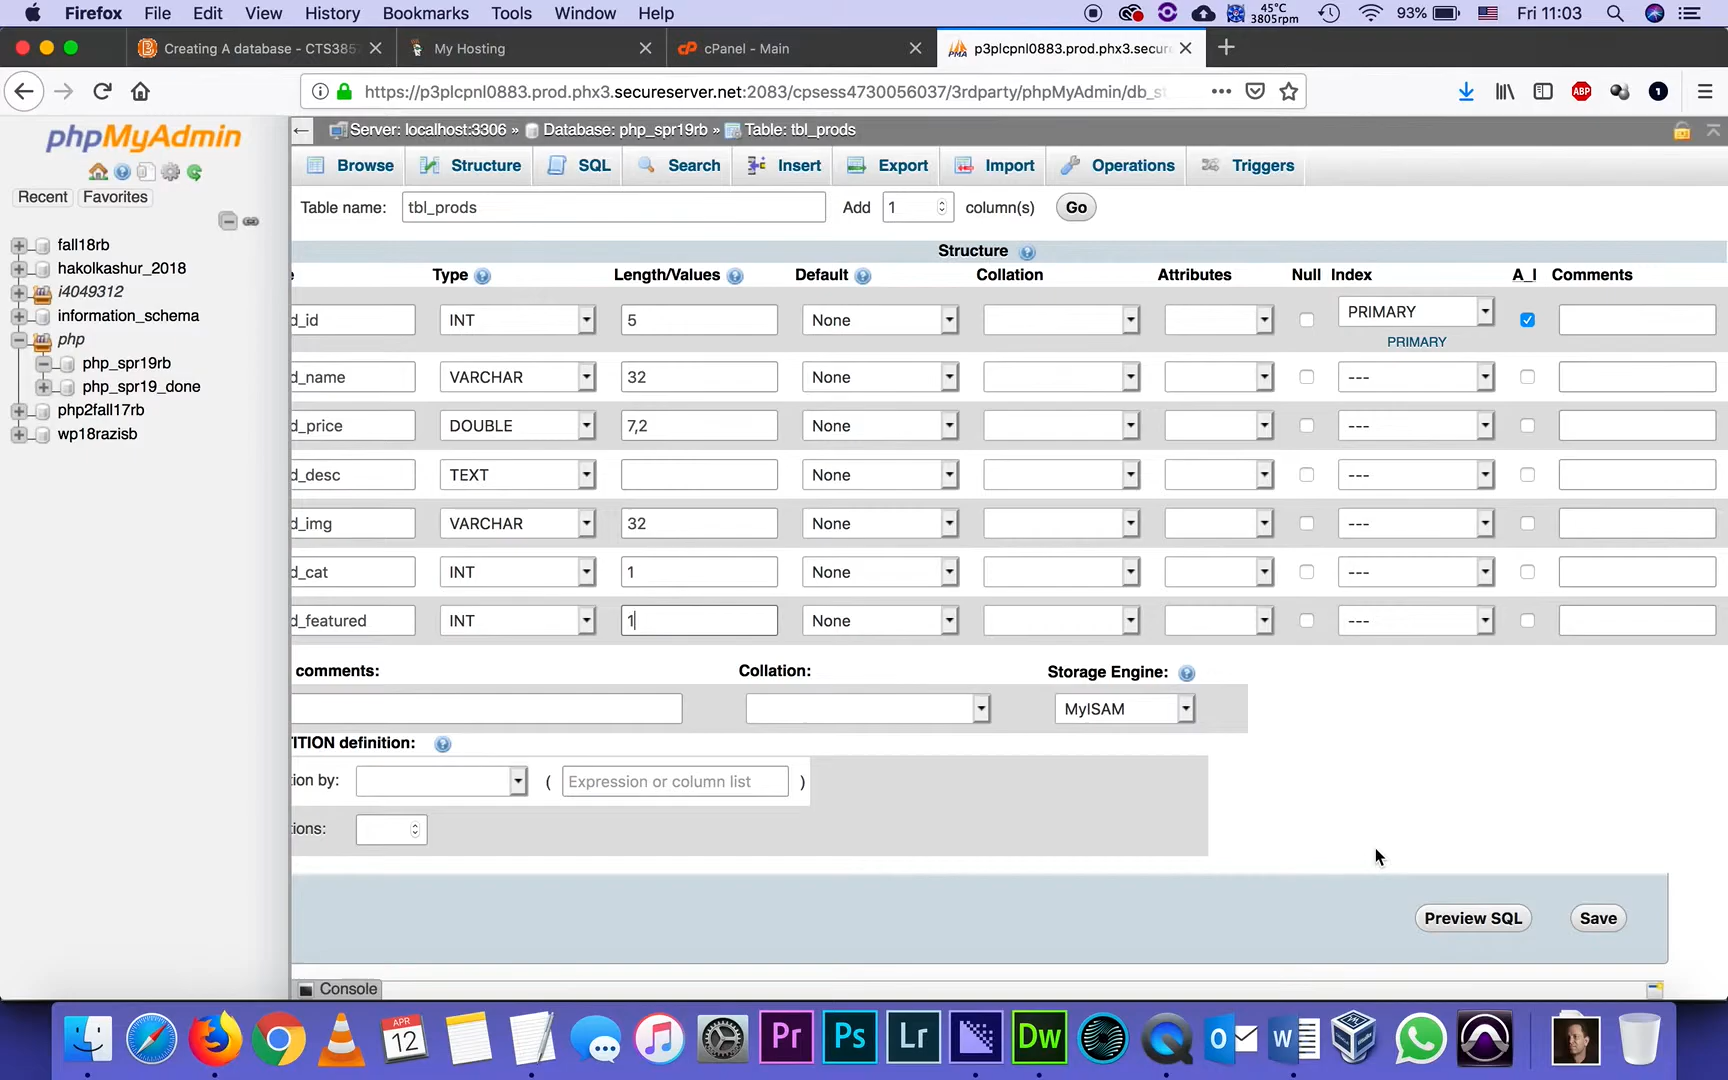 Firefox File Edit View History Bookmarks Tools Window Help 45°C 3805rpm 93% Fri 11:03
Creating A database - CTS385 My Hosting cPanel - Main p3plcpnl0883.prod.phx3.secure
https://p3plcpnl0883.prod.phx3.secureserver.net:2083/cpsess4730056037/3rdparty/phpMyAdmin/db_st ABP 1
phpMyAdmin
Server: localhost:3306 » Database: php_spr19rb » Table: tbl_prods
Browse Structure SQL Search Insert Export Import Operations Triggers
Recent Favorites
Table name: tbl_prods Add 1 column(s) Go
fall18rb
hakolkashur_2018
i4049312
information_schema
php
php_spr19rb
php_spr19_done
php2fall17rb
wp18razisb
Structure
Type Length/Values Default Collation Attributes Null Index A_I Comments
d_id INT 5 None PRIMARY
PRIMARY
d_name VARCHAR 32 None ---
d_price DOUBLE 7,2 None ---
d_desc TEXT None ---
d_img VARCHAR 32 None ---
d_cat INT 1 None ---
d_featured INT 1 None ---
comments: Collation: Storage Engine:
MyISAM
ITION definition:
tion by: ( Expression or column list )
tions:
Preview SQL Save
Console
APR 12 Pr Ps Lr Dw